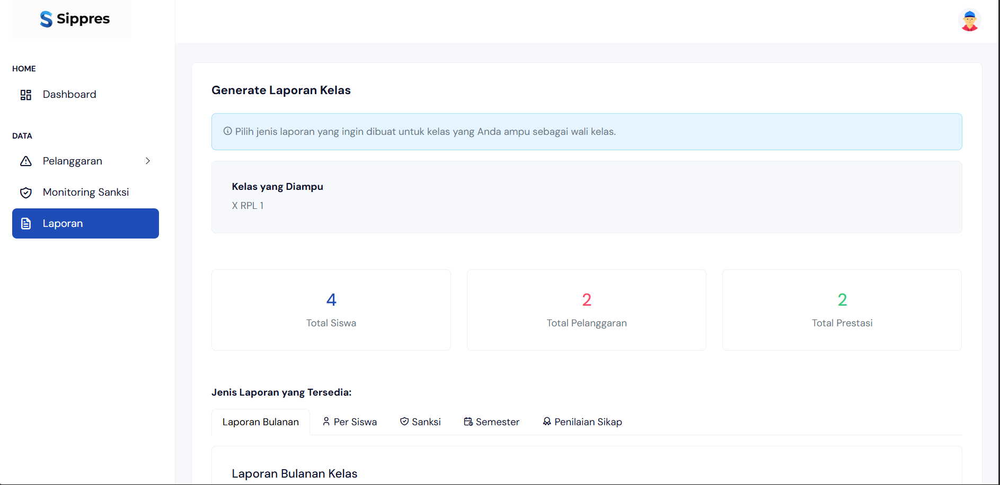 Sippres
HOME
Dashboard
DATA
Pelanggaran
Monitoring Sanksi
Laporan
Generate Laporan Kelas
Pilih jenis laporan yang ingin dibuat untuk kelas yang Anda ampu sebagai wali kelas.
Kelas yang Diampu
X RPL 1
4
Total Siswa
2
Total Pelanggaran
2
Total Prestasi
Jenis Laporan yang Tersedia:
Laporan Bulanan
Per Siswa
Sanksi
Semester
Penilaian Sikap
Laporan Bulanan Kelas